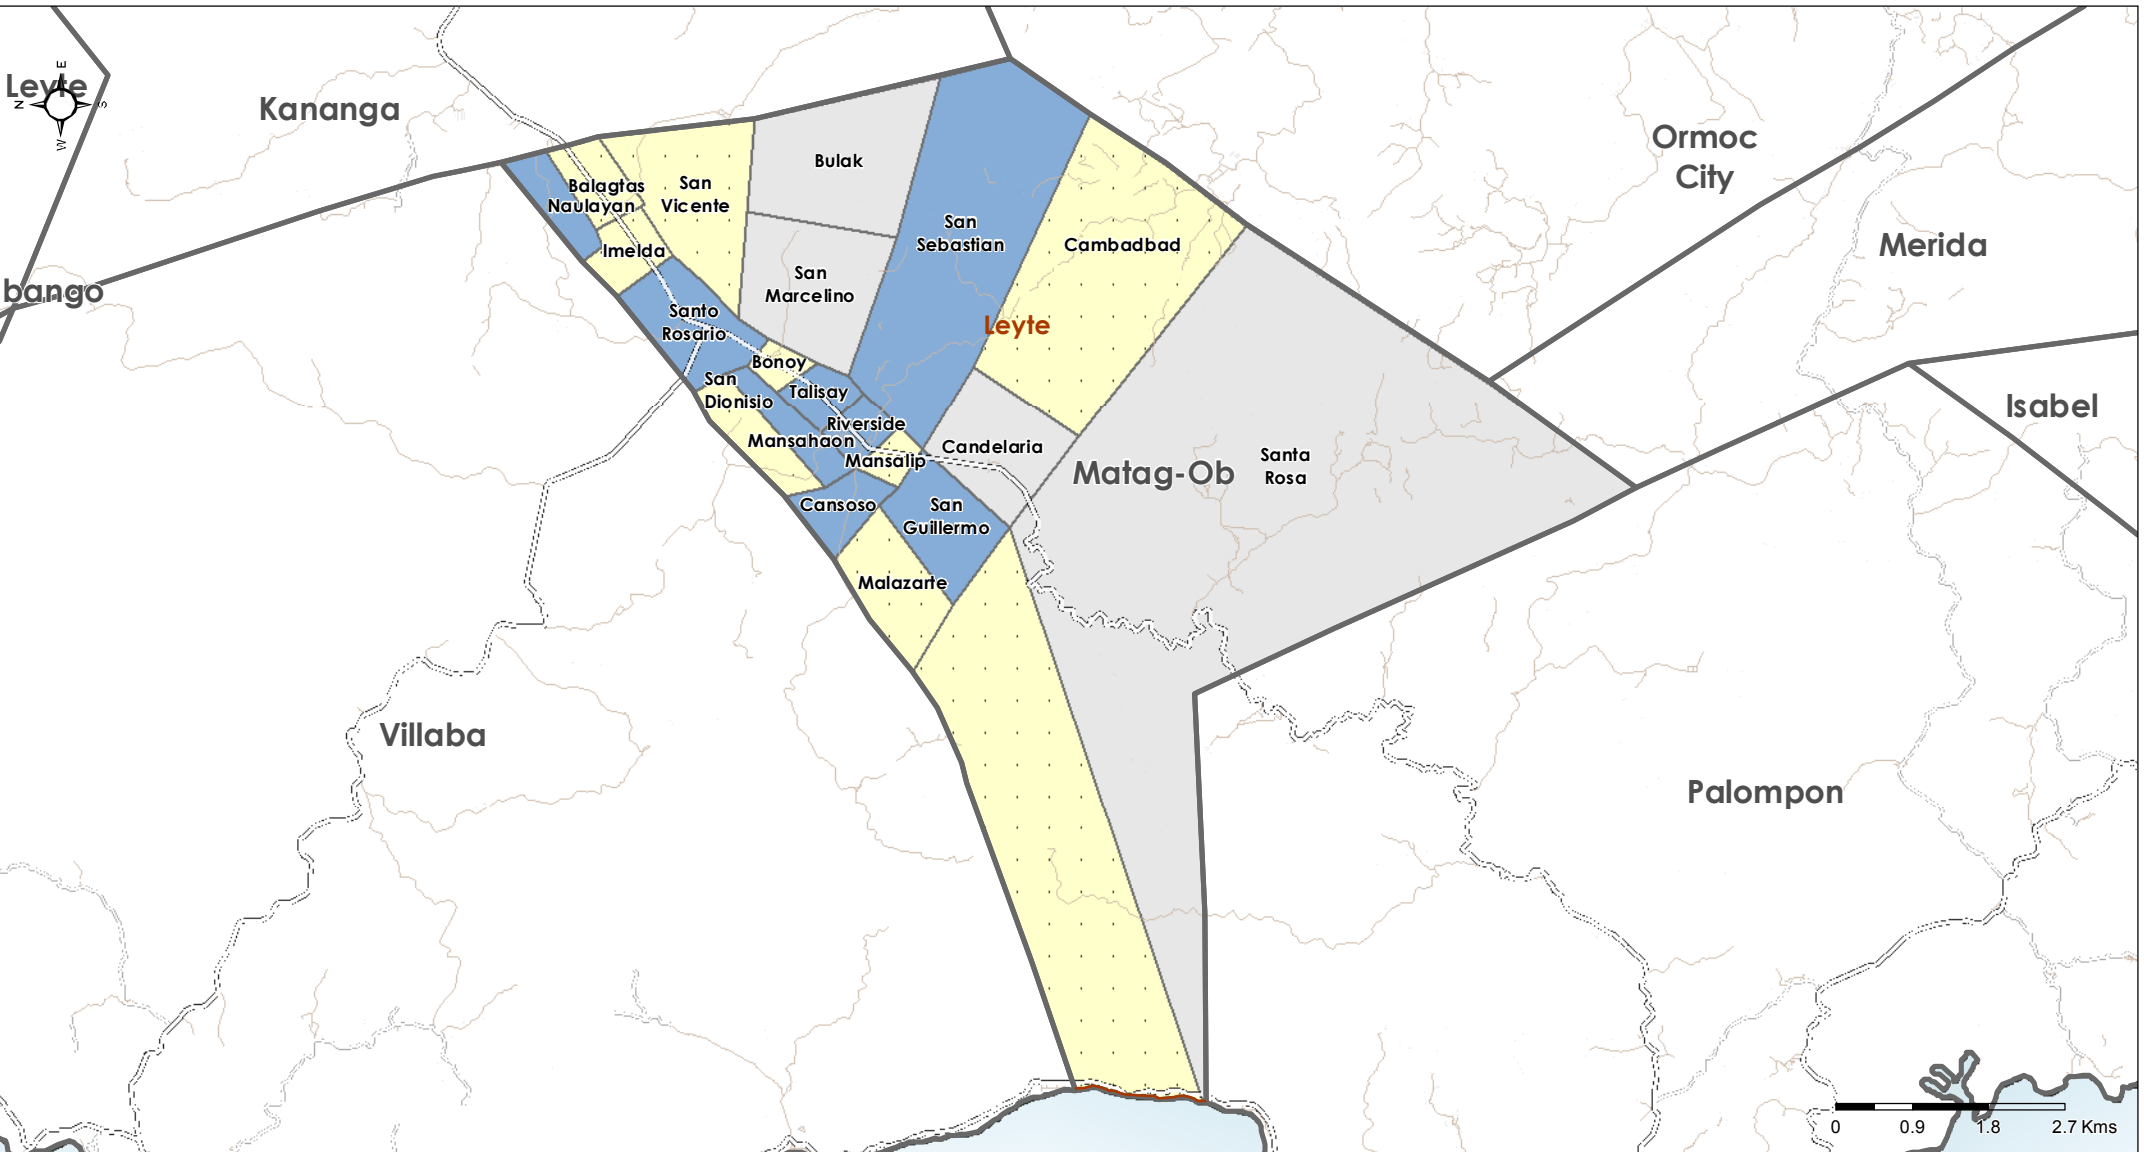 Leyte
E
N
S
W
Kananga
bango
Ormoc
City
Merida
Isabel
Bulak
Balagtas
Naulayan
San
Vicente
San
Sebastian
Cambadbad
Imelda
San
Marcelino
Santo
Rosario
Leyte
Bonoy
San
Dionisio
Talisay
Riverside
Mansahaon
Mansalip
Candelaria
Matag-Ob
Santa
Rosa
Cansoso
San
Guillermo
Malazarte
Villaba
Palompon
0 0.9 1.8 2.7 Kms